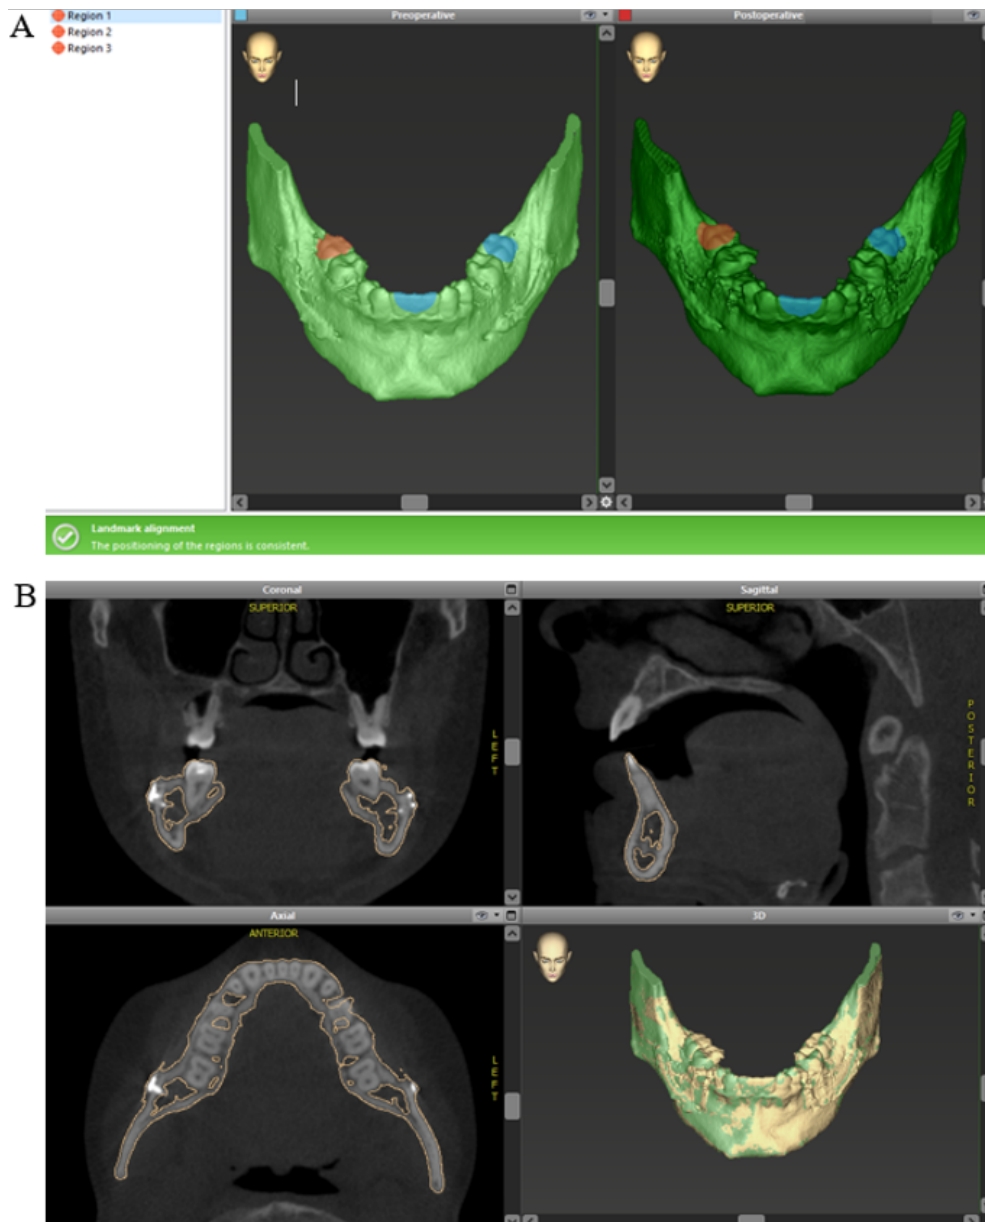 A
Region 1
Region 2
Region 3
Preoperative
Postoperative
Landmark alignment
The positioning of the regions is consistent.
B
Coronal
SUPERIOR
LEFT
Sagittal
SUPERIOR
POSTERIOR
Axial
ANTERIOR
LEFT
3D